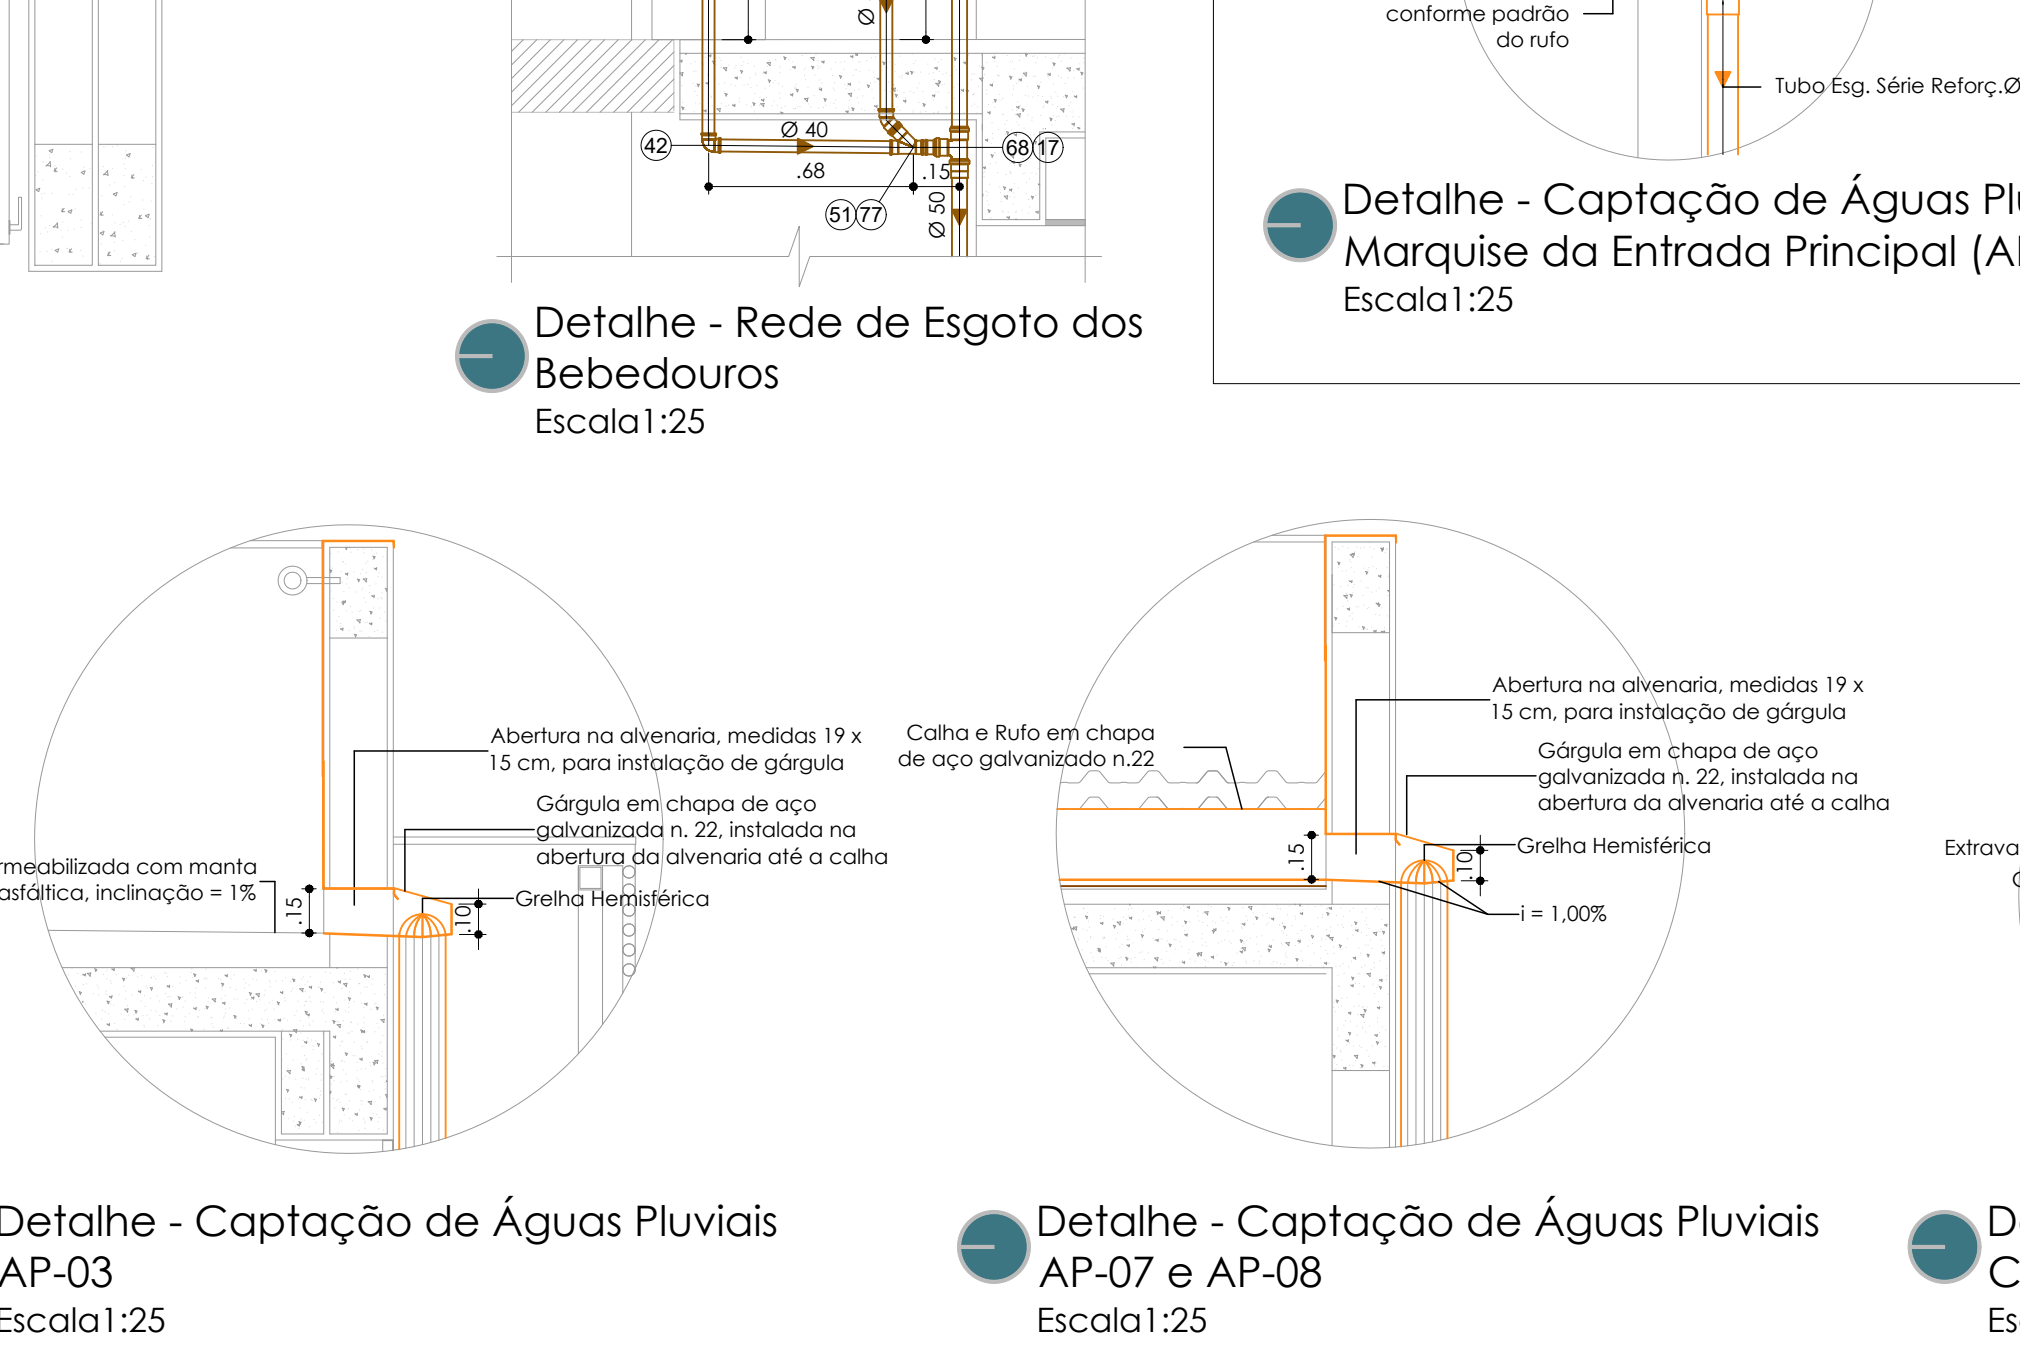 Ø
Ø 40
42
68
17
.68
.15
51
77
Ø 50
Detalhe - Rede de Esgoto dos
Bebedouros
Escala1:25
conforme padrão
do rufo
Tubo Esg. Série Reforç.Ø
Detalhe - Captação de Águas
Marquise da Entrada Principal
Escala1:25
Abertura na alvenaria, medidas 19 x
15 cm, para instalação de gárgula
Gárgula em chapa de aço
galvanizada n. 22, instalada na
abertura da alvenaria até a calha
Grelha Hemisférica
com manta
asfáltica, inclinação = 1%
.15
.10
Detalhe - Captação de Águas Pluviais
AP-03
Escala1:25
Calha e Rufo em chapa
de aço galvanizado n.22
Abertura na alvenaria, medidas 19 x
15 cm, para instalação de gárgula
Gárgula em chapa de aço
galvanizada n. 22, instalada na
abertura da alvenaria até a calha
Grelha Hemisférica
.15
.10
i = 1,00%
Detalhe - Captação de Águas Pluviais
AP-07 e AP-08
Escala1:25